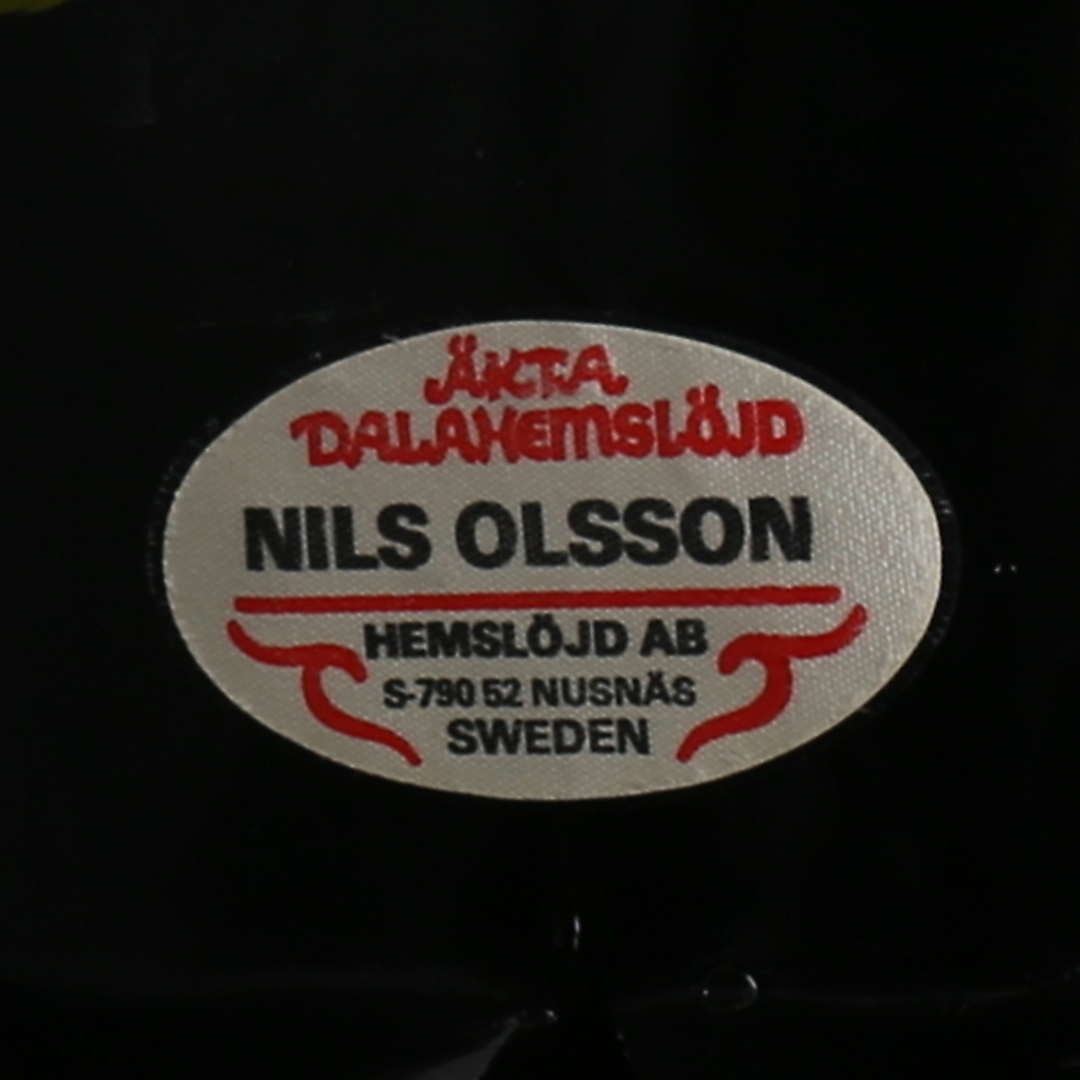 ÄKTA
DALAHEMSLÖJD
NILS OLSSON
HEMSLÖJD AB
S-790 52 NUSNÄS
SWEDEN